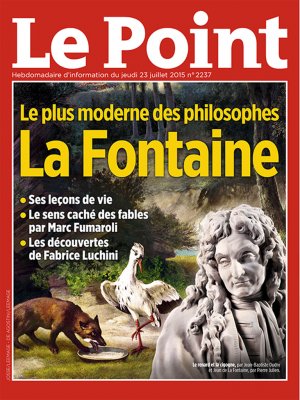 Le Point
Hebdomadaire d'information du jeudi 23 juillet 2015 n° 2237
Le plus moderne des philosophes
La Fontaine
• Ses leçons de vie
• Le sens caché des fables
par Marc Fumaroli
• Les découvertes
de Fabrice Luchini
Le renard et la cigogne, par Jean-Baptiste Oudry
et Jean de La Fontaine, par Pierre Julien.